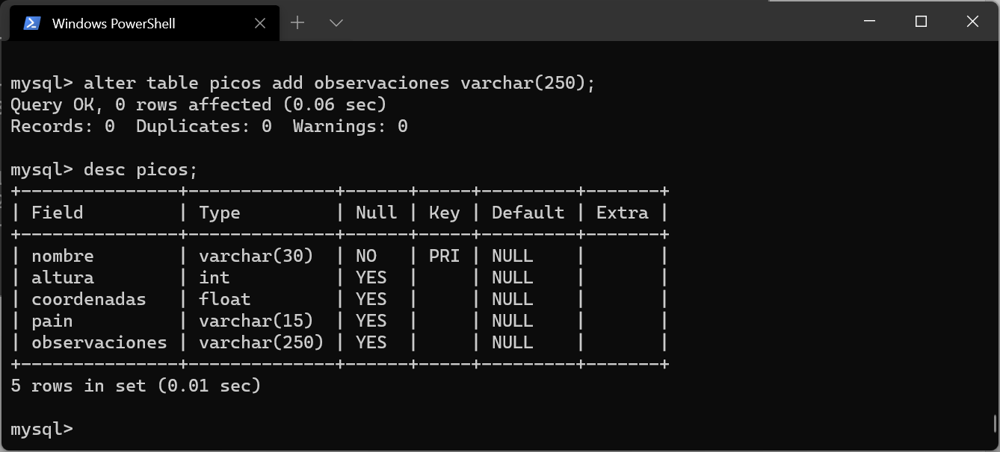 Windows PowerShell
mysql> alter table picos add observaciones varchar(250);
Query OK, 0 rows affected (0.06 sec)
Records: 0  Duplicates: 0  Warnings: 0
mysql> desc picos;
+---------------+--------------+------+-----+---------+-------+
| Field         | Type         | Null | Key | Default | Extra |
+---------------+--------------+------+-----+---------+-------+
| nombre        | varchar(30)  | NO   | PRI | NULL    |       |
| altura        | int          | YES  |     | NULL    |       |
| coordenadas   | float        | YES  |     | NULL    |       |
| pain          | varchar(15)  | YES  |     | NULL    |       |
| observaciones | varchar(250) | YES  |     | NULL    |       |
+---------------+--------------+------+-----+---------+-------+
5 rows in set (0.01 sec)
mysql>